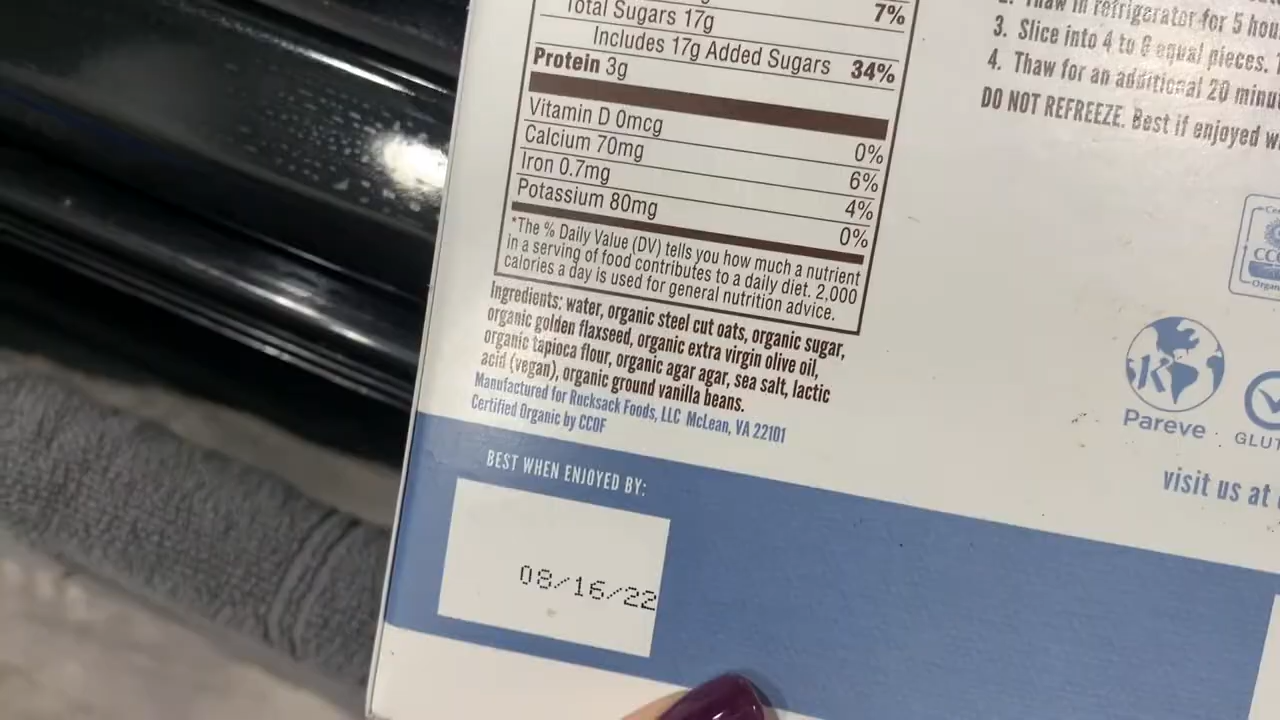 7%
Total Sugars 17g
Includes 17g Added Sugars 34%
Protein 3g
Vitamin D 0mcg 0%
Calcium 70mg 6%
Iron 0.7mg 4%
Potassium 80mg 0%
*The % Daily Value (DV) tells you how much a nutrient
in a serving of food contributes to a daily diet. 2,000
calories a day is used for general nutrition advice.
Ingredients: water, organic steel cut oats, organic sugar,
organic golden flaxseed, organic extra virgin olive oil,
organic tapioca flour, organic agar agar, sea salt, lactic
acid (vegan), organic ground vanilla beans.
Manufactured for Rucksack Foods, LLC McLean, VA 22101
Certified Organic by CCOF
BEST WHEN ENJOYED BY:
08/16/22
2. Thaw in refrigerator for 5
3. Slice into 4 to 8 equal pieces.
4. Thaw for an additional 20
DO NOT REFREEZE. Best if enjoyed
K
Pareve
visit us at